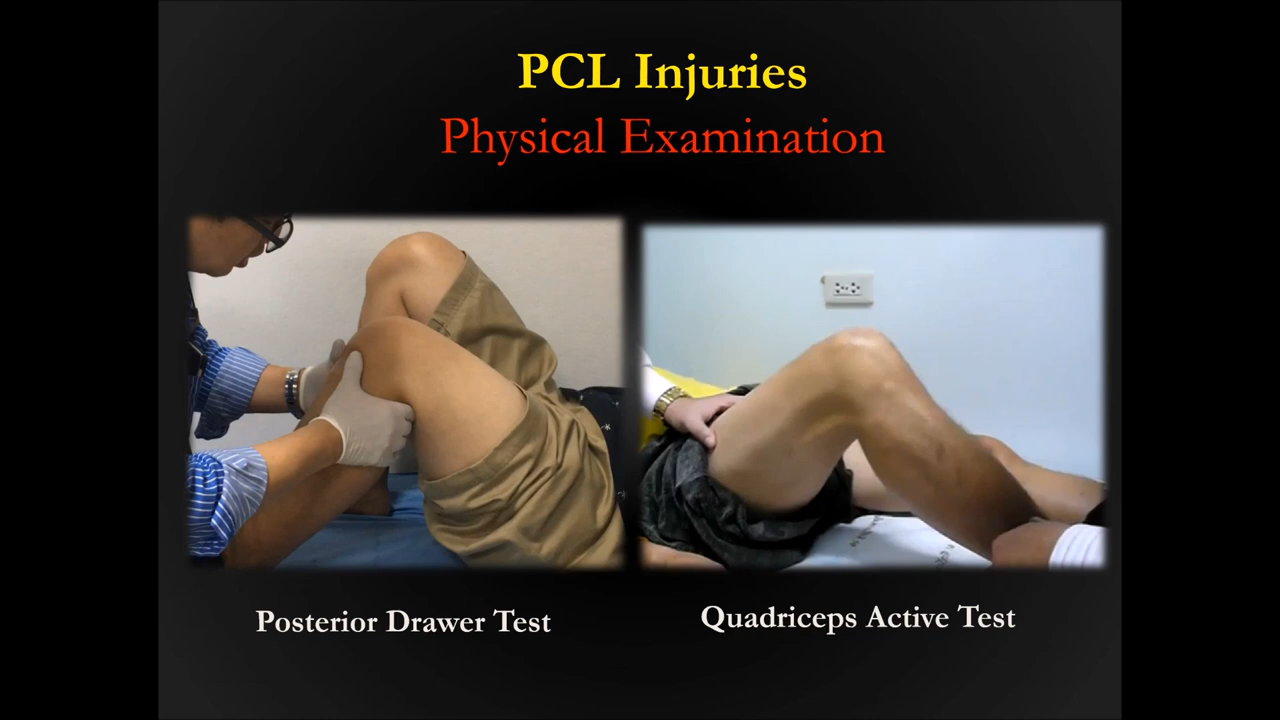 PCL Injuries
Physical Examination
Posterior Drawer Test
Quadriceps Active Test